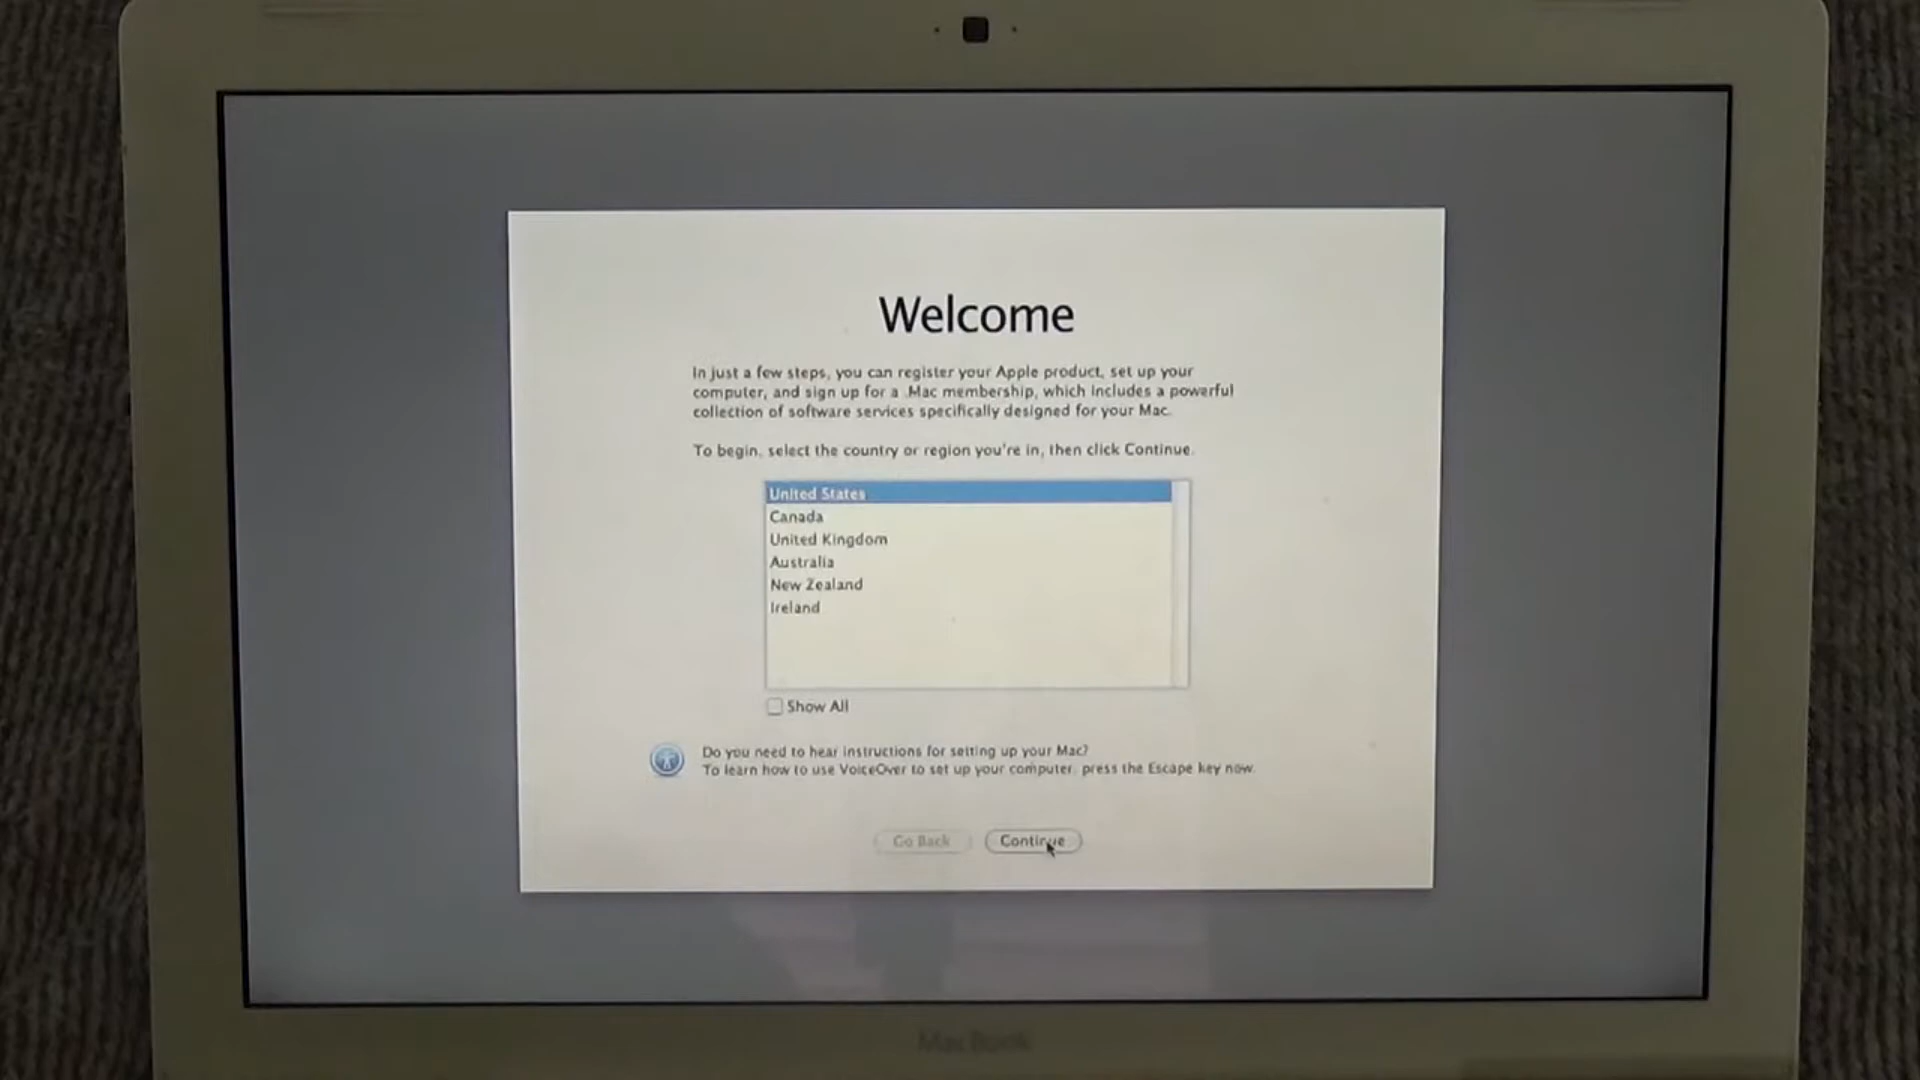 Welcome
In just a few steps, you can register your Apple product, set up your
computer, and sign up for a .Mac membership, which includes a powerful
collection of software services specifically designed for your Mac.
To begin, select the country or region you're in, then click Continue.
United States
Canada
United Kingdom
Australia
New Zealand
Ireland
Show All
Do you need to hear instructions for setting up your Mac?
To learn how to use VoiceOver to set up your computer, press the Escape key now.
Go Back
Continue
MacBook